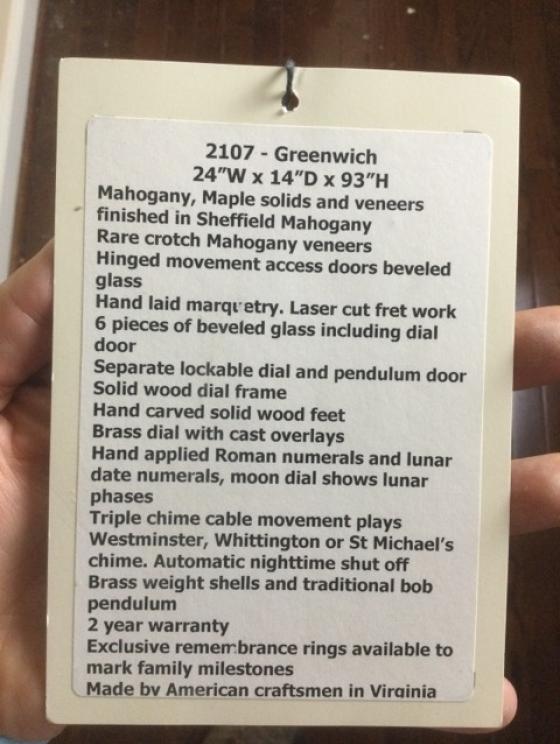 2107 - Greenwich
24"W x 14"D x 93"H
Mahogany, Maple solids and veneers
finished in Sheffield Mahogany
Rare crotch Mahogany veneers
Hinged movement access doors beveled
glass
Hand laid marquetry. Laser cut fret work
6 pieces of beveled glass including dial
door
Separate lockable dial and pendulum door
Solid wood dial frame
Hand carved solid wood feet
Brass dial with cast overlays
Hand applied Roman numerals and lunar
date numerals, moon dial shows lunar
phases
Triple chime cable movement plays
Westminster, Whittington or St Michael's
chime. Automatic nighttime shut off
Brass weight shells and traditional bob
pendulum
2 year warranty
Exclusive remembrance rings available to
mark family milestones
Made by American craftsmen in Virginia